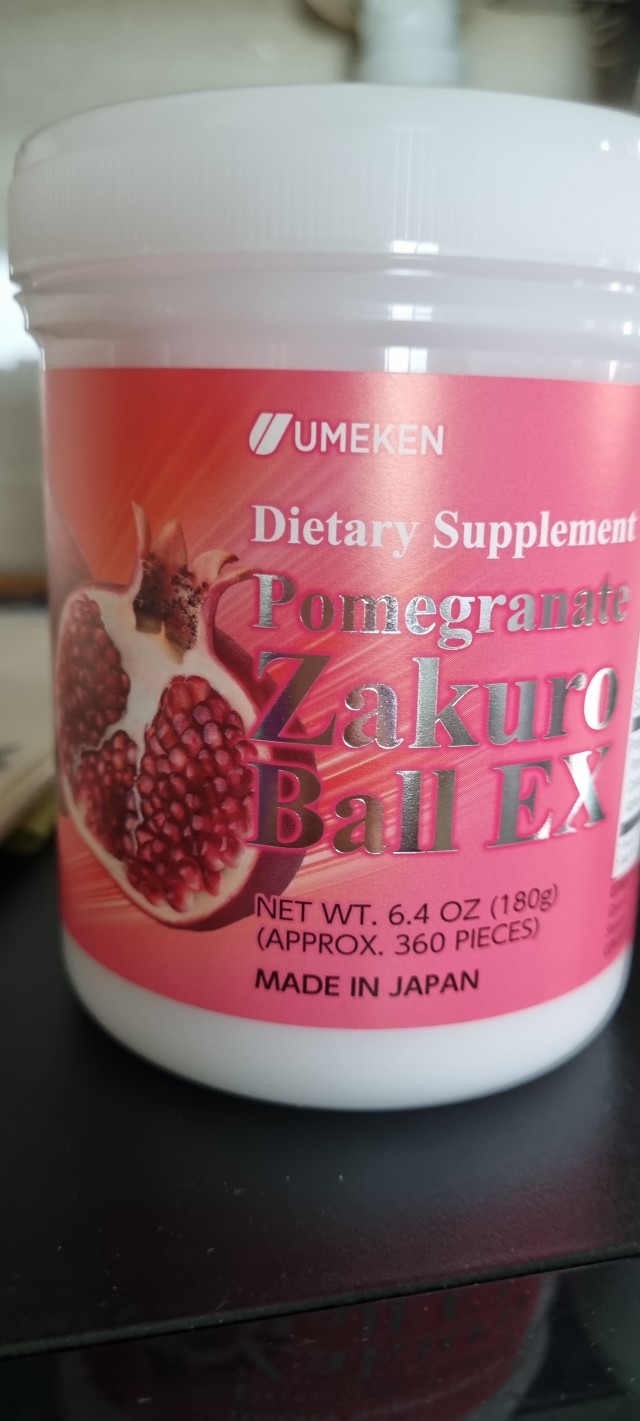 UMEKEN
Dietary Supplement
Pomegranate
Zakuro
Ball EX
NET WT. 6.4 OZ (180g)
(APPROX. 360 PIECES)
MADE IN JAPAN